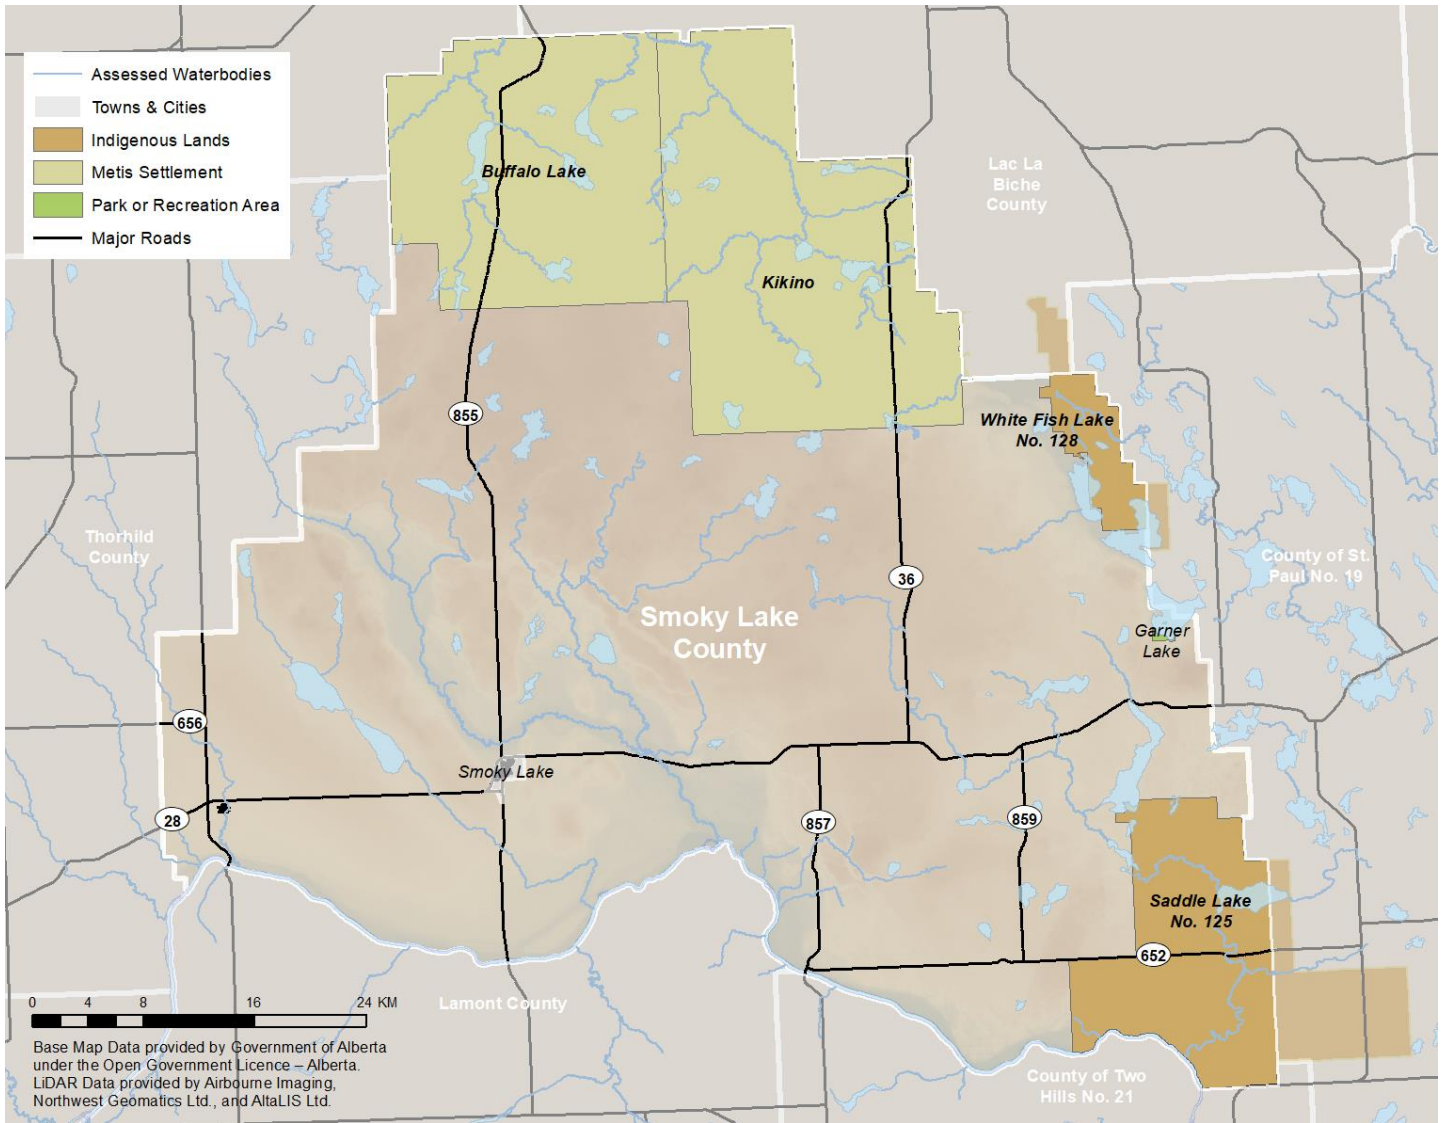 Assessed Waterbodies
Towns & Cities
Indigenous Lands
Metis Settlement
Park or Recreation Area
Major Roads
Buffalo Lake
Lac La
Biche
County
Kikino
855
White Fish Lake
No. 128
Thorhild
County
County of St.
Paul No. 19
36
Smoky Lake
County
Garner
Lake
656
Smoky Lake
28
857
859
Saddle Lake
No. 125
652
Lamont County
0 4 8 16 24 KM
Base Map Data provided by Government of Alberta
under the Open Government Licence – Alberta.
LiDAR Data provided by Airbourne Imaging,
Northwest Geomatics Ltd., and AltaLIS Ltd.
County of Two
Hills No. 21